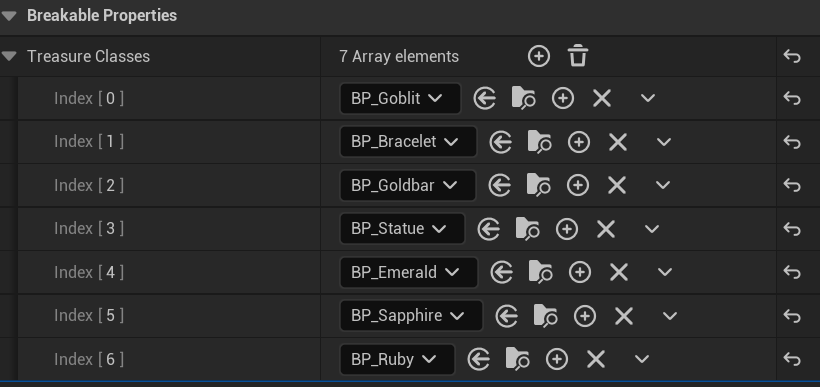 Breakable Properties
Treasure Classes 7 Array elements
Index [ 0 ] BP_Goblit
Index [ 1 ] BP_Bracelet
Index [ 2 ] BP_Goldbar
Index [ 3 ] BP_Statue
Index [ 4 ] BP_Emerald
Index [ 5 ] BP_Sapphire
Index [ 6 ] BP_Ruby